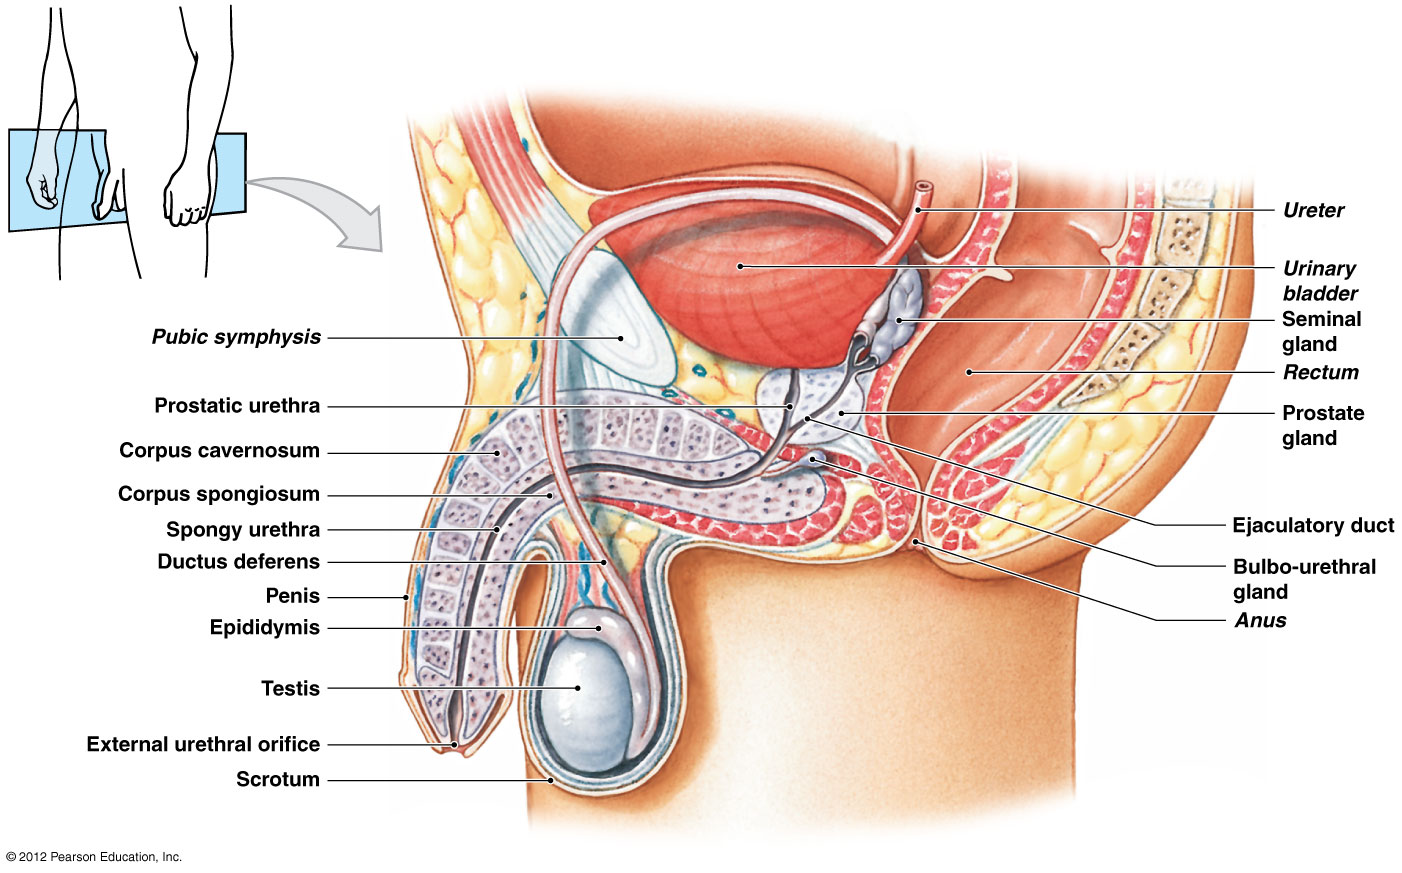 Pubic symphysis
Prostatic urethra
Corpus cavernosum
Corpus spongiosum
Spongy urethra
Ductus deferens
Penis
Epididymis
Testis
External urethral orifice
Scrotum
Ureter
Urinary
bladder
Seminal
gland
Rectum
Prostate
gland
Ejaculatory duct
Bulbo-urethral
gland
Anus
© 2012 Pearson Education, Inc.